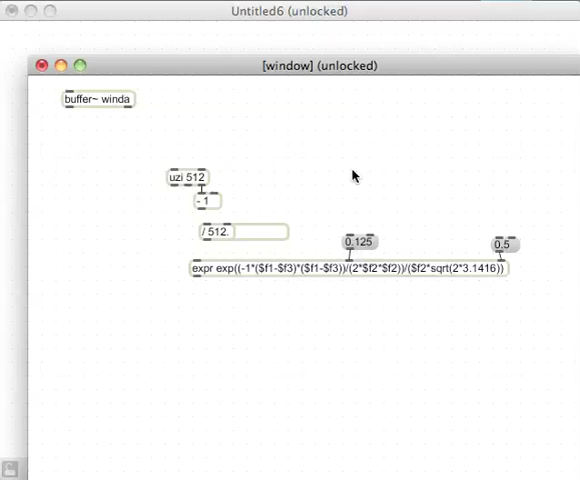 Untitled6 (unlocked)
[window] (unlocked)
buffer~ winda
uzi 512
- 1
/ 512.
0.125
0.5
expr exp((-1*($f1-$f3)*($f1-$f3))/(2*$f2*$f2))/($f2*sqrt(2*3.1416))